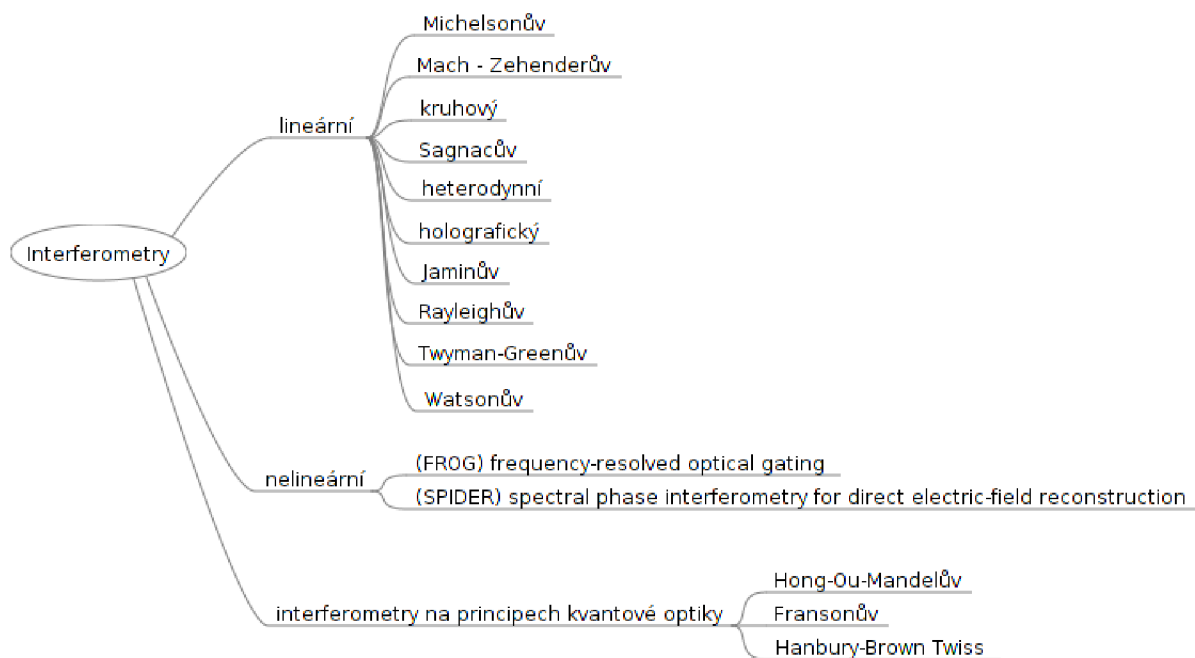 Interferometry
lineární
Michelsonův
Mach - Zehenderův
kruhový
Sagnacův
heterodynní
holografický
Jaminův
Rayleighův
Twyman-Greenův
Watsonův
nelineární
(FROG) frequency-resolved optical gating
(SPIDER) spectral phase interferometry for direct electric-field reconstruction
interferometry na principech kvantové optiky
Hong-Ou-Mandelův
Fransonův
Hanbury-Brown Twiss